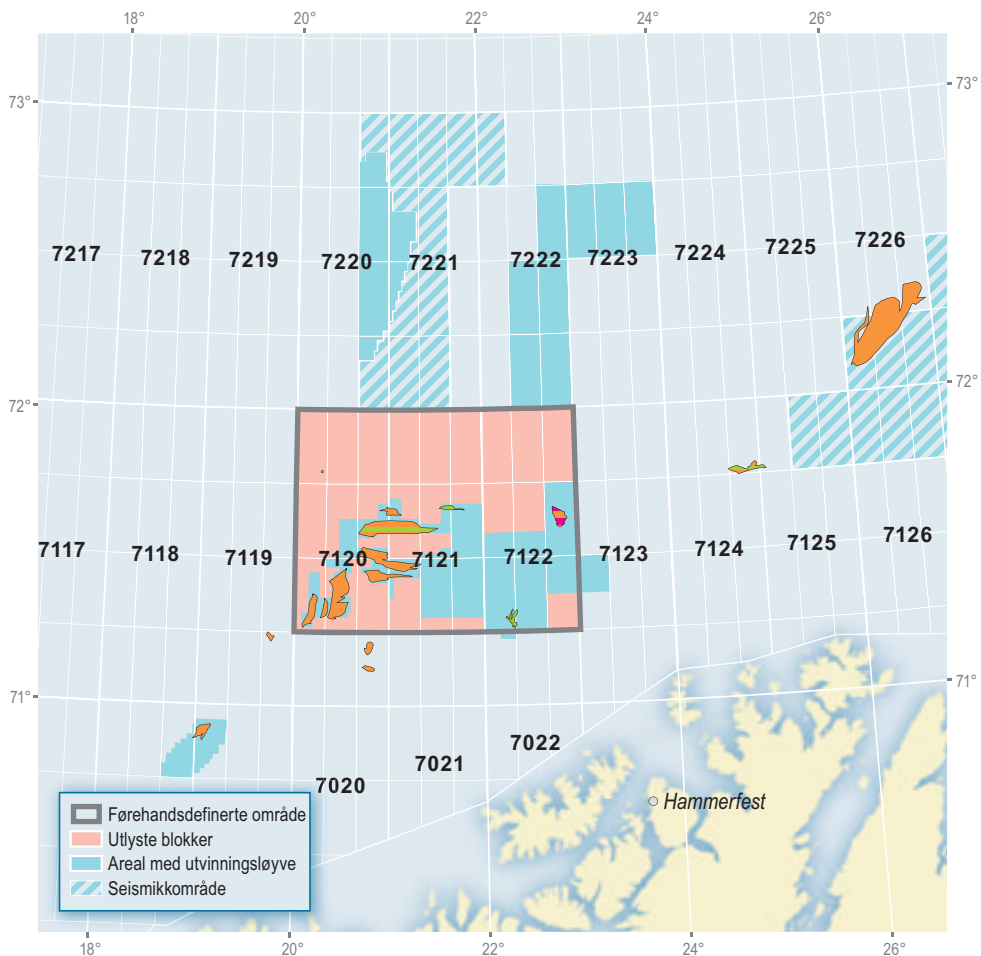 18° 20° 22° 24° 26°
73° 73°
7217 7218 7219 7220 7221 7222 7223 7224 7225 7226
72° 72°
7117 7118 7119 7120 7121 7122 7123 7124 7125 7126
71° 71°
7020 7021 7022
Hammerfest
Førehandsdefinerte område
Utlyste blokker
Areal med utvinningsløyve
Seismikkområde
18° 20° 22° 24° 26°